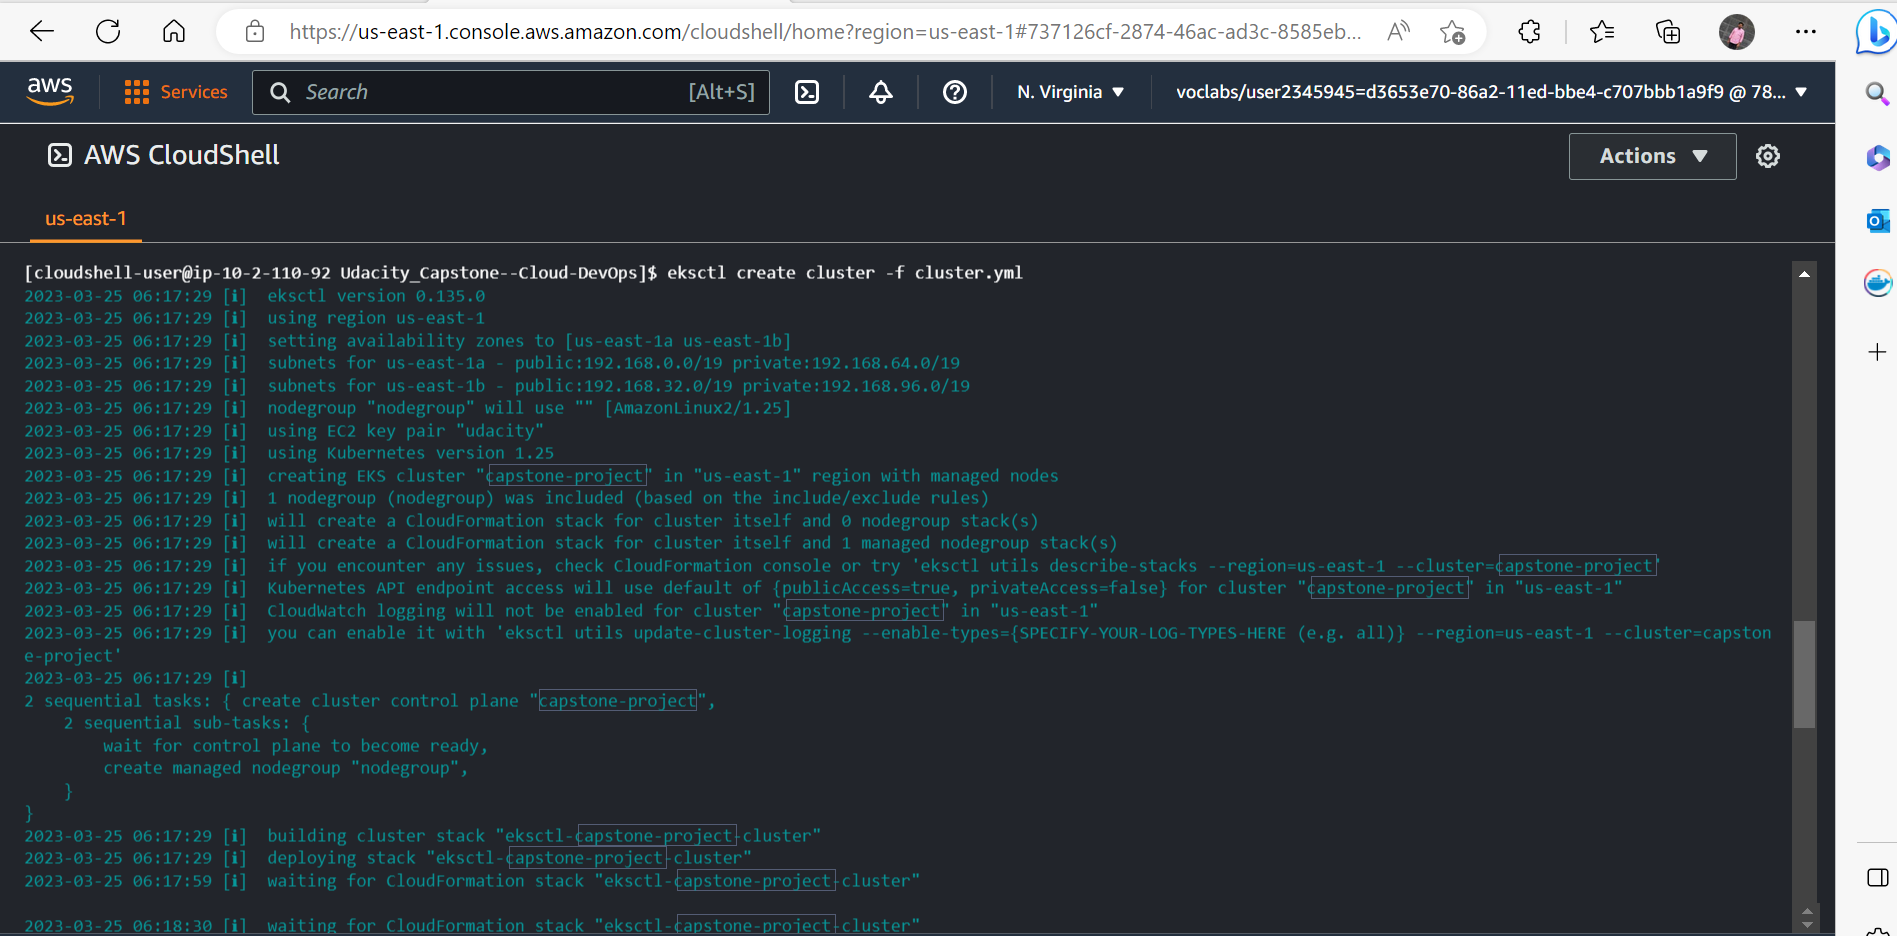 https://us-east-1.console.aws.amazon.com/cloudshell/home?region=us-east-1#737126cf-2874-46ac-ad3c-8585eb...
aws Services Search [Alt+S] N. Virginia voclabs/user2345945=d3653e70-86a2-11ed-bbe4-c707bbb1a9f9 @ 78...
AWS CloudShell
Actions
us-east-1
[cloudshell-user@ip-10-2-110-92 Udacity_Capstone--Cloud-DevOps]$ eksctl create cluster -f cluster.yml
2023-03-25 06:17:29 [ℹ]  eksctl version 0.135.0
2023-03-25 06:17:29 [ℹ]  using region us-east-1
2023-03-25 06:17:29 [ℹ]  setting availability zones to [us-east-1a us-east-1b]
2023-03-25 06:17:29 [ℹ]  subnets for us-east-1a - public:192.168.0.0/19 private:192.168.64.0/19
2023-03-25 06:17:29 [ℹ]  subnets for us-east-1b - public:192.168.32.0/19 private:192.168.96.0/19
2023-03-25 06:17:29 [ℹ]  nodegroup "nodegroup" will use "" [AmazonLinux2/1.25]
2023-03-25 06:17:29 [ℹ]  using EC2 key pair "udacity"
2023-03-25 06:17:29 [ℹ]  using Kubernetes version 1.25
2023-03-25 06:17:29 [ℹ]  creating EKS cluster "capstone-project" in "us-east-1" region with managed nodes
2023-03-25 06:17:29 [ℹ]  1 nodegroup (nodegroup) was included (based on the include/exclude rules)
2023-03-25 06:17:29 [ℹ]  will create a CloudFormation stack for cluster itself and 0 nodegroup stack(s)
2023-03-25 06:17:29 [ℹ]  will create a CloudFormation stack for cluster itself and 1 managed nodegroup stack(s)
2023-03-25 06:17:29 [ℹ]  if you encounter any issues, check CloudFormation console or try 'eksctl utils describe-stacks --region=us-east-1 --cluster=capstone-project'
2023-03-25 06:17:29 [ℹ]  Kubernetes API endpoint access will use default of {publicAccess=true, privateAccess=false} for cluster "capstone-project" in "us-east-1"
2023-03-25 06:17:29 [ℹ]  CloudWatch logging will not be enabled for cluster "capstone-project" in "us-east-1"
2023-03-25 06:17:29 [ℹ]  you can enable it with 'eksctl utils update-cluster-logging --enable-types={SPECIFY-YOUR-LOG-TYPES-HERE (e.g. all)} --region=us-east-1 --cluster=capston
e-project'
2023-03-25 06:17:29 [ℹ]
2 sequential tasks: { create cluster control plane "capstone-project",
    2 sequential sub-tasks: {
        wait for control plane to become ready,
        create managed nodegroup "nodegroup",
    }
}
2023-03-25 06:17:29 [ℹ]  building cluster stack "eksctl-capstone-project-cluster"
2023-03-25 06:17:29 [ℹ]  deploying stack "eksctl-capstone-project-cluster"
2023-03-25 06:17:59 [ℹ]  waiting for CloudFormation stack "eksctl-capstone-project-cluster"
2023-03-25 06:18:30 [ℹ]  waiting for CloudFormation stack "eksctl-capstone-project-cluster"